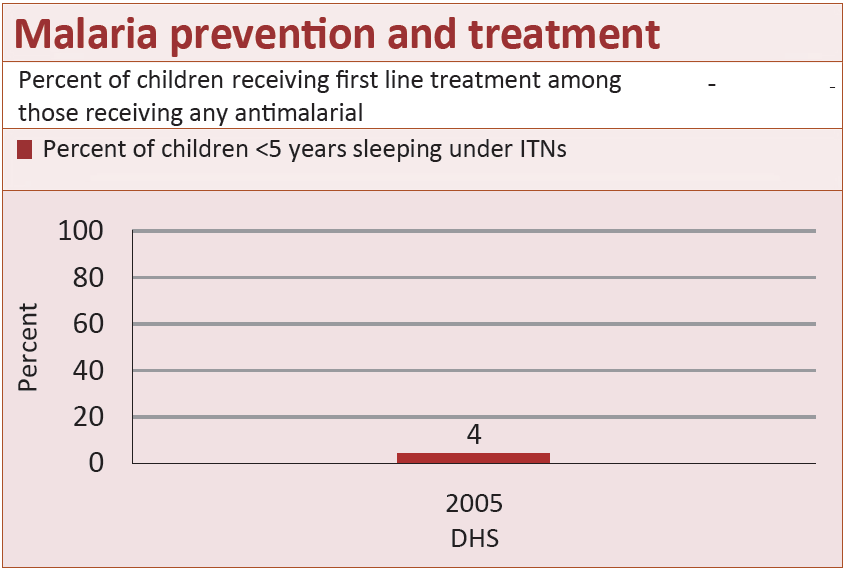 Malaria prevention and treatment
Percent of children receiving first line treatment among - -
those receiving any antimalarial
Percent of children <5 years sleeping under ITNs
100
80
60
40
20
0
Percent
4
2005
DHS